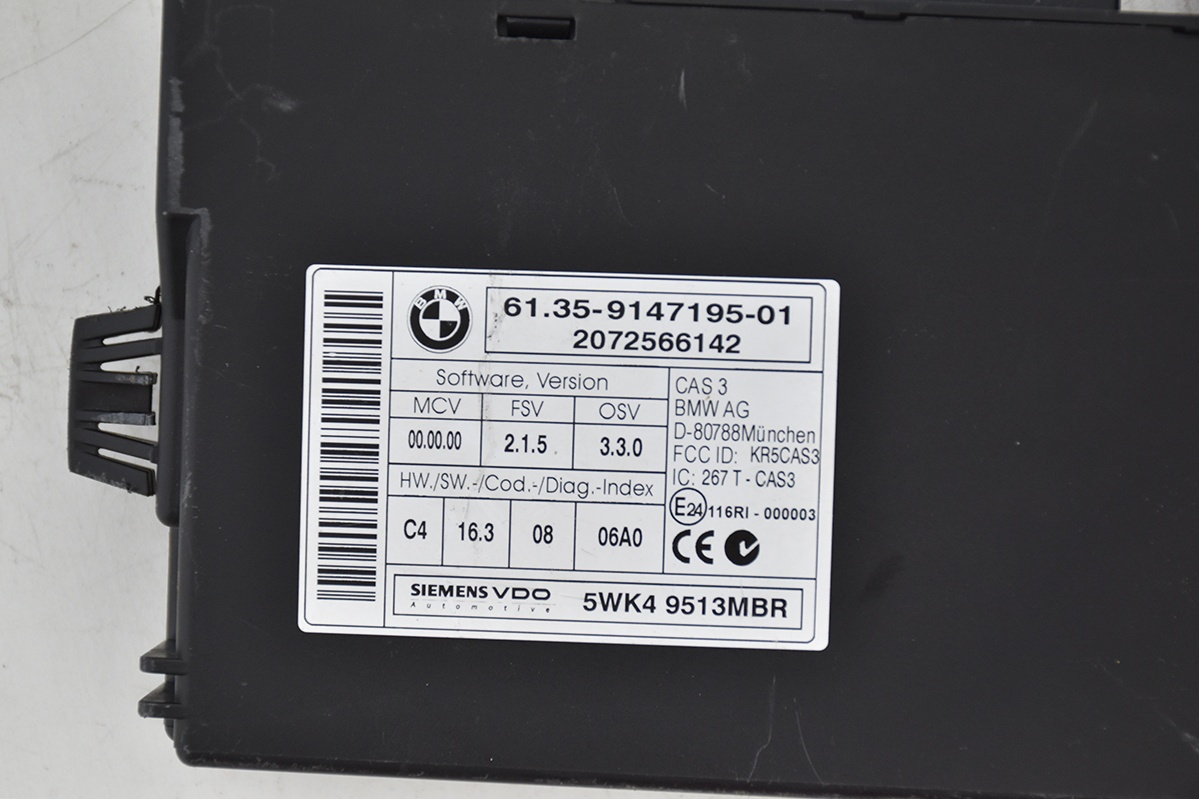 BMW
61.35-9147195-01
2072566142
Software, Version
MCV FSV OSV
00.00.00 2.1.5 3.3.0
HW./SW.-/Cod.-/Diag.-Index
C4 16.3 08 06A0
CAS 3
BMW AG
D-80788München
FCC ID: KR5CAS3
IC: 267 T - CAS3
E24 116RI - 000003
CE
SIEMENS VDO
Automotive
5WK4 9513MBR